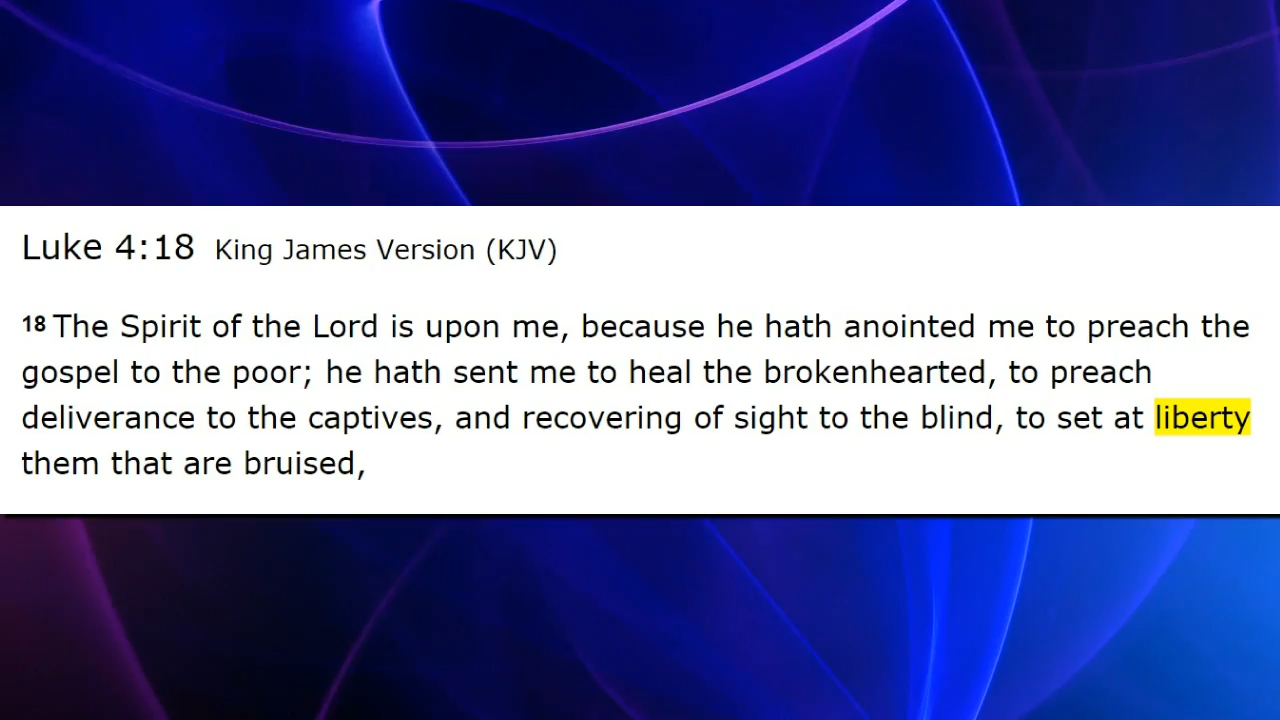 Luke 4:18 King James Version (KJV)
18 The Spirit of the Lord is upon me, because he hath anointed me to preach the
gospel to the poor; he hath sent me to heal the brokenhearted, to preach
deliverance to the captives, and recovering of sight to the blind, to set at liberty
them that are bruised,